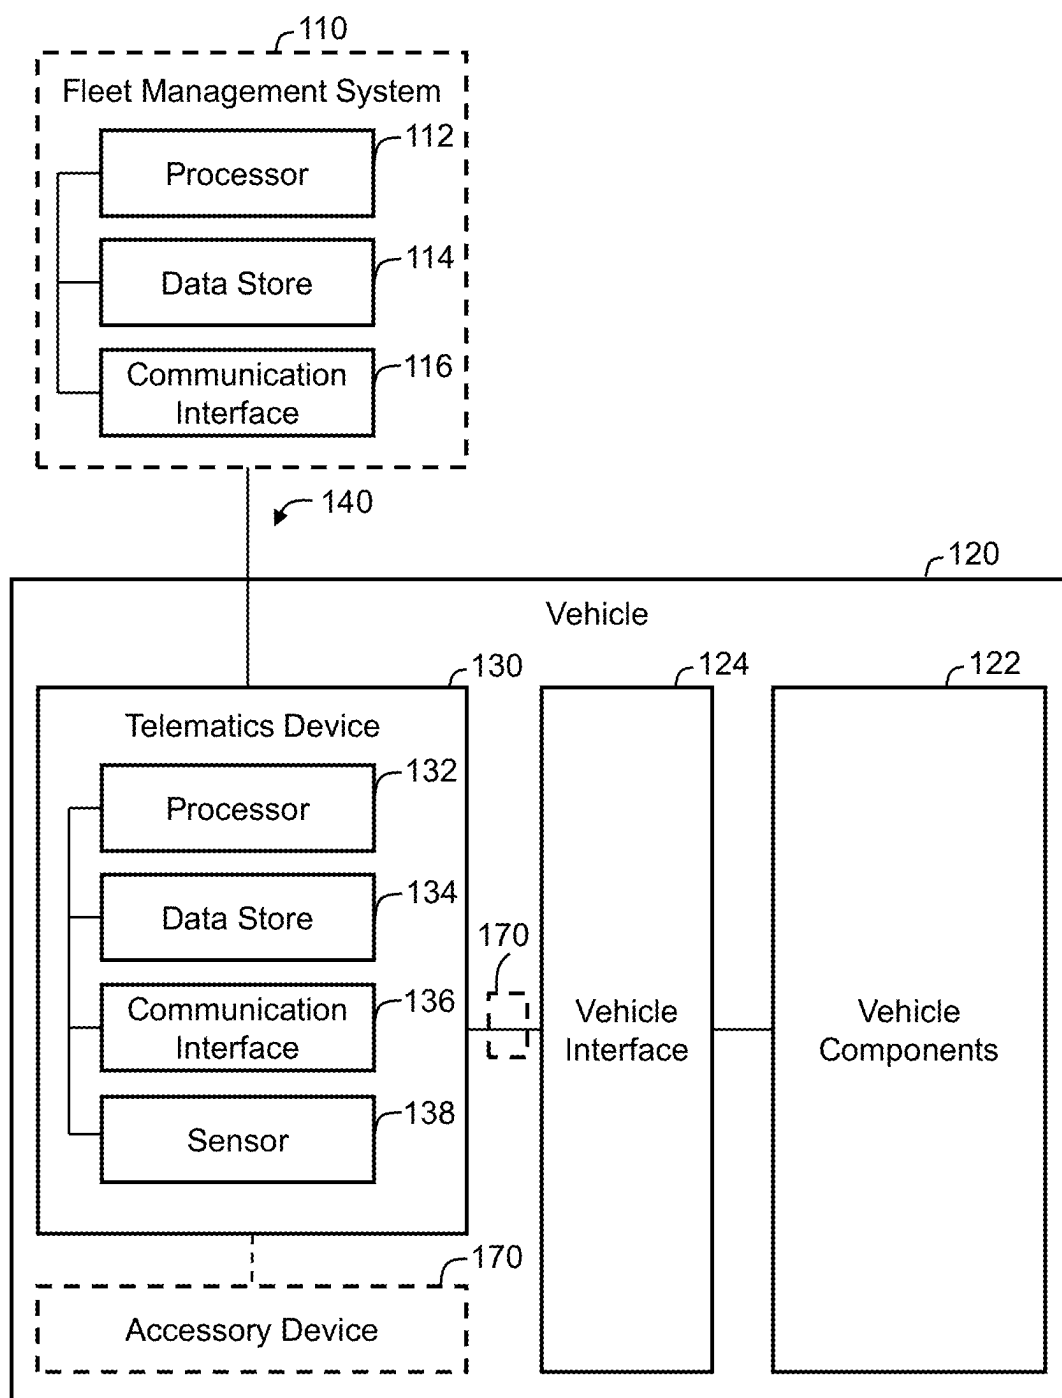 110
Fleet Management System
112
Processor
114
Data Store
116
Communication
Interface
140
120
Vehicle
130
124
122
Telematics Device
132
Processor
134
Data Store
170
136
Communication
Interface
Vehicle
Interface
Vehicle
Components
138
Sensor
170
Accessory Device